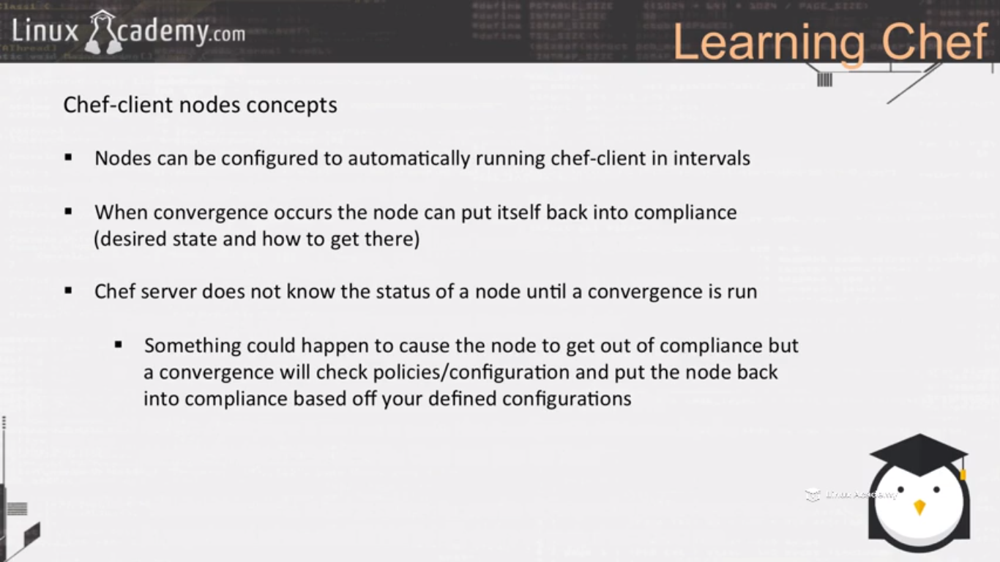 Linux Academy.com
Learning Chef
Chef-client nodes concepts
▪ Nodes can be configured to automatically running chef-client in intervals
▪ When convergence occurs the node can put itself back into compliance
(desired state and how to get there)
▪ Chef server does not know the status of a node until a convergence is run
▪ Something could happen to cause the node to get out of compliance but
a convergence will check policies/configuration and put the node back
into compliance based off your defined configurations
Linux Academy